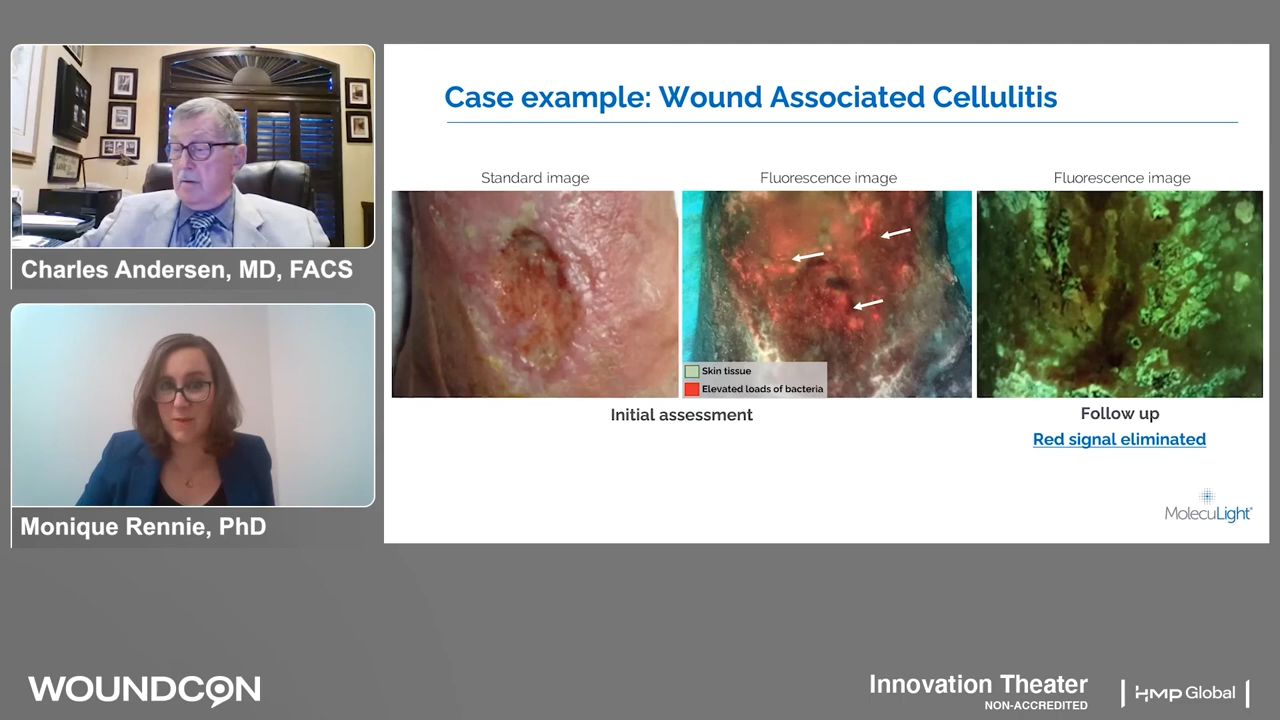 Charles Andersen, MD, FACS
Monique Rennie, PhD
Case example: Wound Associated Cellulitis
Standard image
Fluorescence image
Fluorescence image
Skin tissue
Elevated loads of bacteria
Initial assessment
Follow up
Red signal eliminated
MolecuLight®
WOUNDCON
Innovation Theater
NON-ACCREDITED
HMP Global